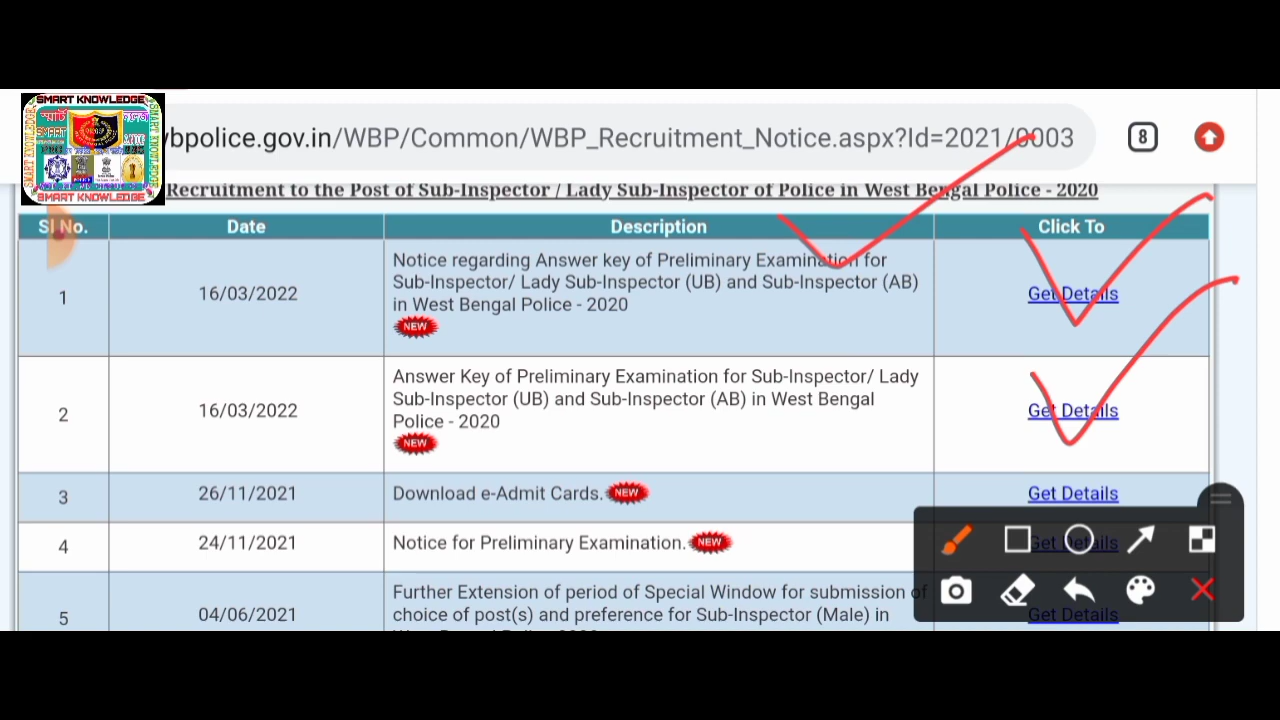 SMART KNOWLEDGE
SMART
SMART KNOWLEDGE
bpolice.gov.in/WBP/Common/WBP_Recruitment_Notice.aspx?Id=2021/0003
8
Recruitment to the Post of Sub-Inspector / Lady Sub-Inspector of Police in West Bengal Police - 2020
Sl No. Date Description Click To
1 16/03/2022 Notice regarding Answer key of Preliminary Examination for
Sub-Inspector/ Lady Sub-Inspector (UB) and Sub-Inspector (AB)
in West Bengal Police - 2020
NEW
Get Details
2 16/03/2022 Answer Key of Preliminary Examination for Sub-Inspector/ Lady
Sub-Inspector (UB) and Sub-Inspector (AB) in West Bengal
Police - 2020
NEW
Get Details
3 26/11/2021 Download e-Admit Cards. NEW Get Details
4 24/11/2021 Notice for Preliminary Examination. NEW Get Details
5 04/06/2021 Further Extension of period of Special Window for submission of
choice of post(s) and preference for Sub-Inspector (Male) in
Get Details